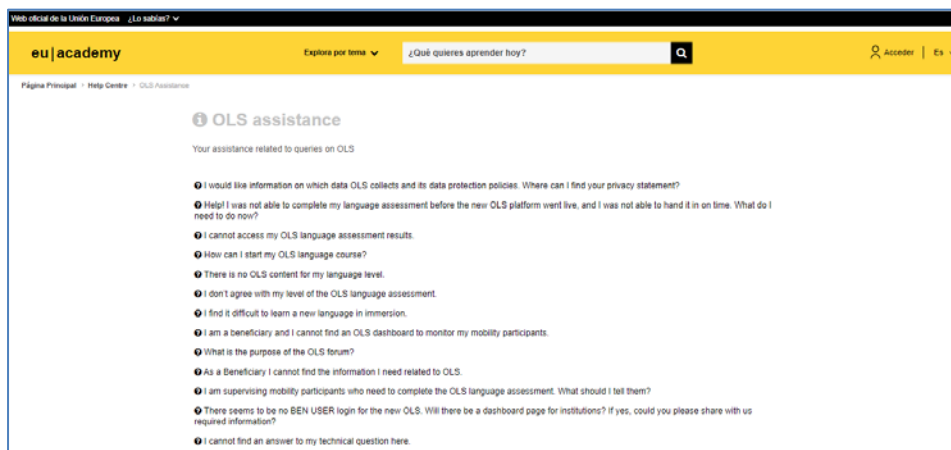 Web oficial de la Unión Europea ¿Lo sabías?
eu|academy Explora por tema ¿Qué quieres aprender hoy? Acceder | Es
Página Principal > Help Centre > OLS Assistance
OLS assistance
Your assistance related to queries on OLS
I would like information on which data OLS collects and its data protection policies. Where can I find your privacy statement?
Help! I was not able to complete my language assessment before the new OLS platform went live, and I was not able to hand it in on time. What do I
need to do now?
I cannot access my OLS language assessment results.
How can I start my OLS language course?
There is no OLS content for my language level.
I don't agree with my level of the OLS language assessment.
I find it difficult to learn a new language in immersion.
I am a beneficiary and I cannot find an OLS dashboard to monitor my mobility participants.
What is the purpose of the OLS forum?
As a Beneficiary I cannot find the information I need related to OLS.
I am supervising mobility participants who need to complete the OLS language assessment. What should I tell them?
There seems to be no BEN USER login for the new OLS. Will there be a dashboard page for institutions? If yes, could you please share with us
required information?
I cannot find an answer to my technical question here.